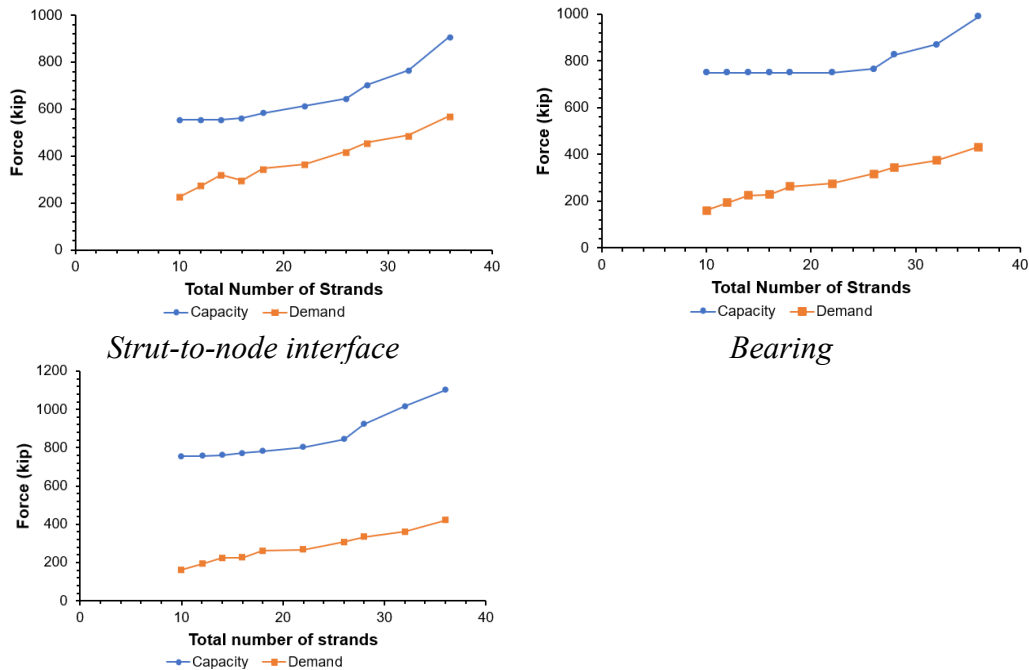 1000
800
600
400
200
0
Force (kip)
0 10 20 30 40
Total Number of Strands
Capacity Demand
Strut-to-node interface
1000
800
600
400
200
0
Force (kip)
0 10 20 30 40
Total Number of Strands
Capacity Demand
Bearing
1200
1000
800
600
400
200
0
Force (kip)
0 10 20 30 40
Total number of strands
Capacity Demand